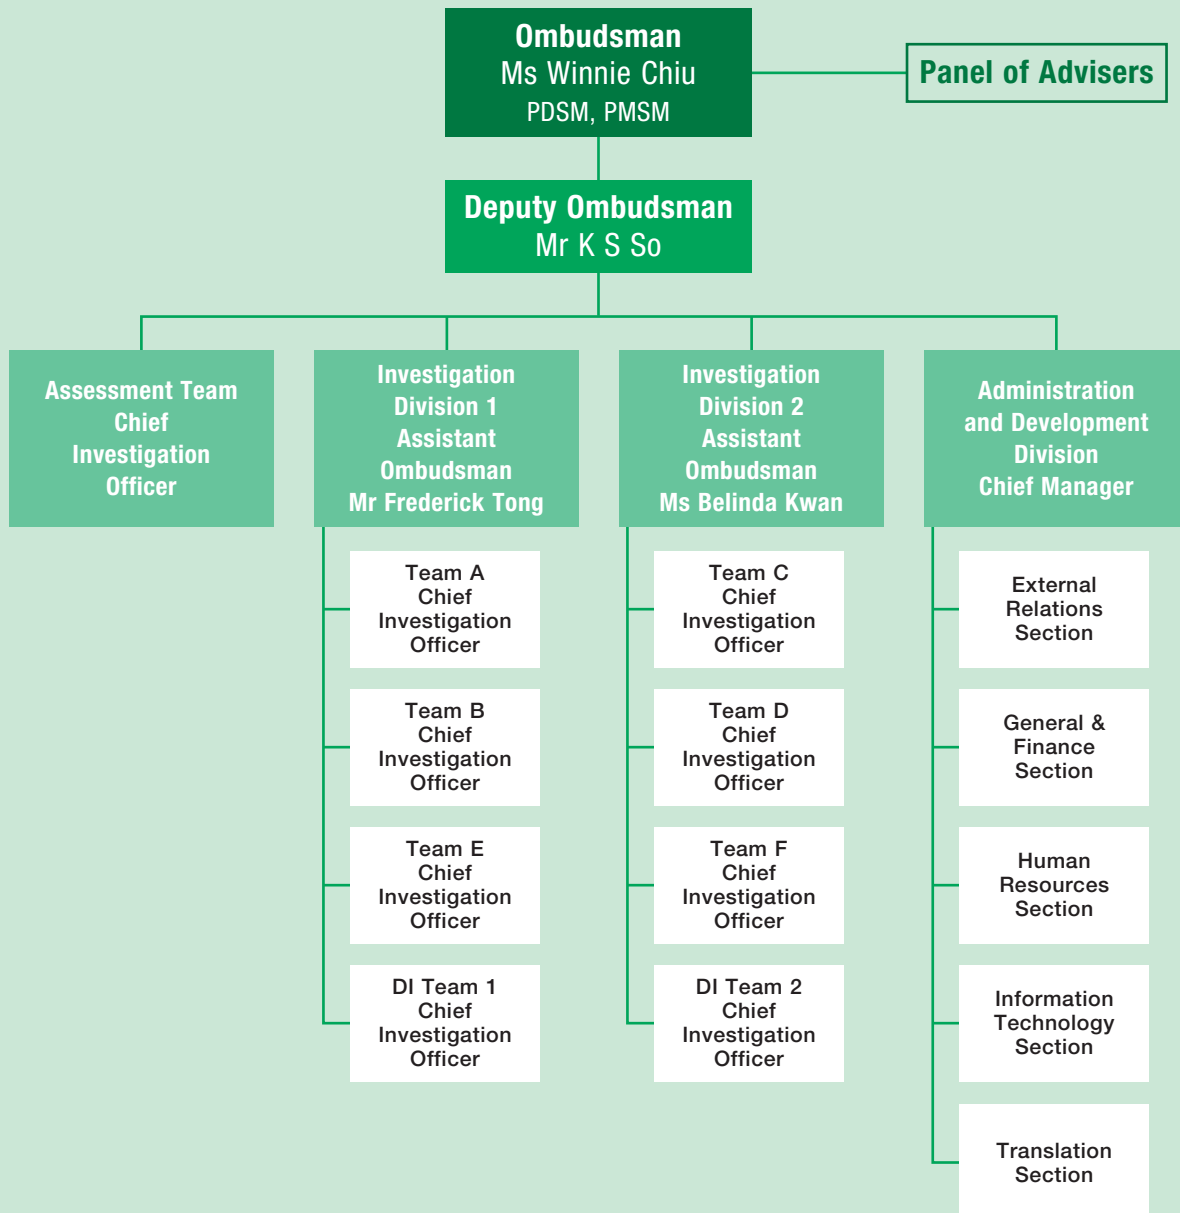 Ombudsman
Ms Winnie Chiu
PDSM, PMSM
Panel of Advisers
Deputy Ombudsman
Mr K S So
Assessment Team
Chief
Investigation
Officer
Investigation
Division 1
Assistant
Ombudsman
Mr Frederick Tong
Investigation
Division 2
Assistant
Ombudsman
Ms Belinda Kwan
Administration
and Development
Division
Chief Manager
Team A
Chief
Investigation
Officer
Team B
Chief
Investigation
Officer
Team E
Chief
Investigation
Officer
DI Team 1
Chief
Investigation
Officer
Team C
Chief
Investigation
Officer
Team D
Chief
Investigation
Officer
Team F
Chief
Investigation
Officer
DI Team 2
Chief
Investigation
Officer
External
Relations
Section
General &
Finance
Section
Human
Resources
Section
Information
Technology
Section
Translation
Section